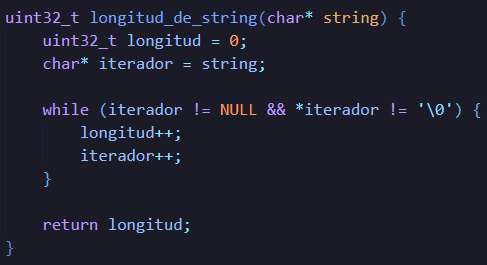 uint32_t longitud_de_string(char* string) {
    uint32_t longitud = 0;
    char* iterador = string;

    while (iterador != NULL && *iterador != '\0') {
        longitud++;
        iterador++;
    }

    return longitud;
}